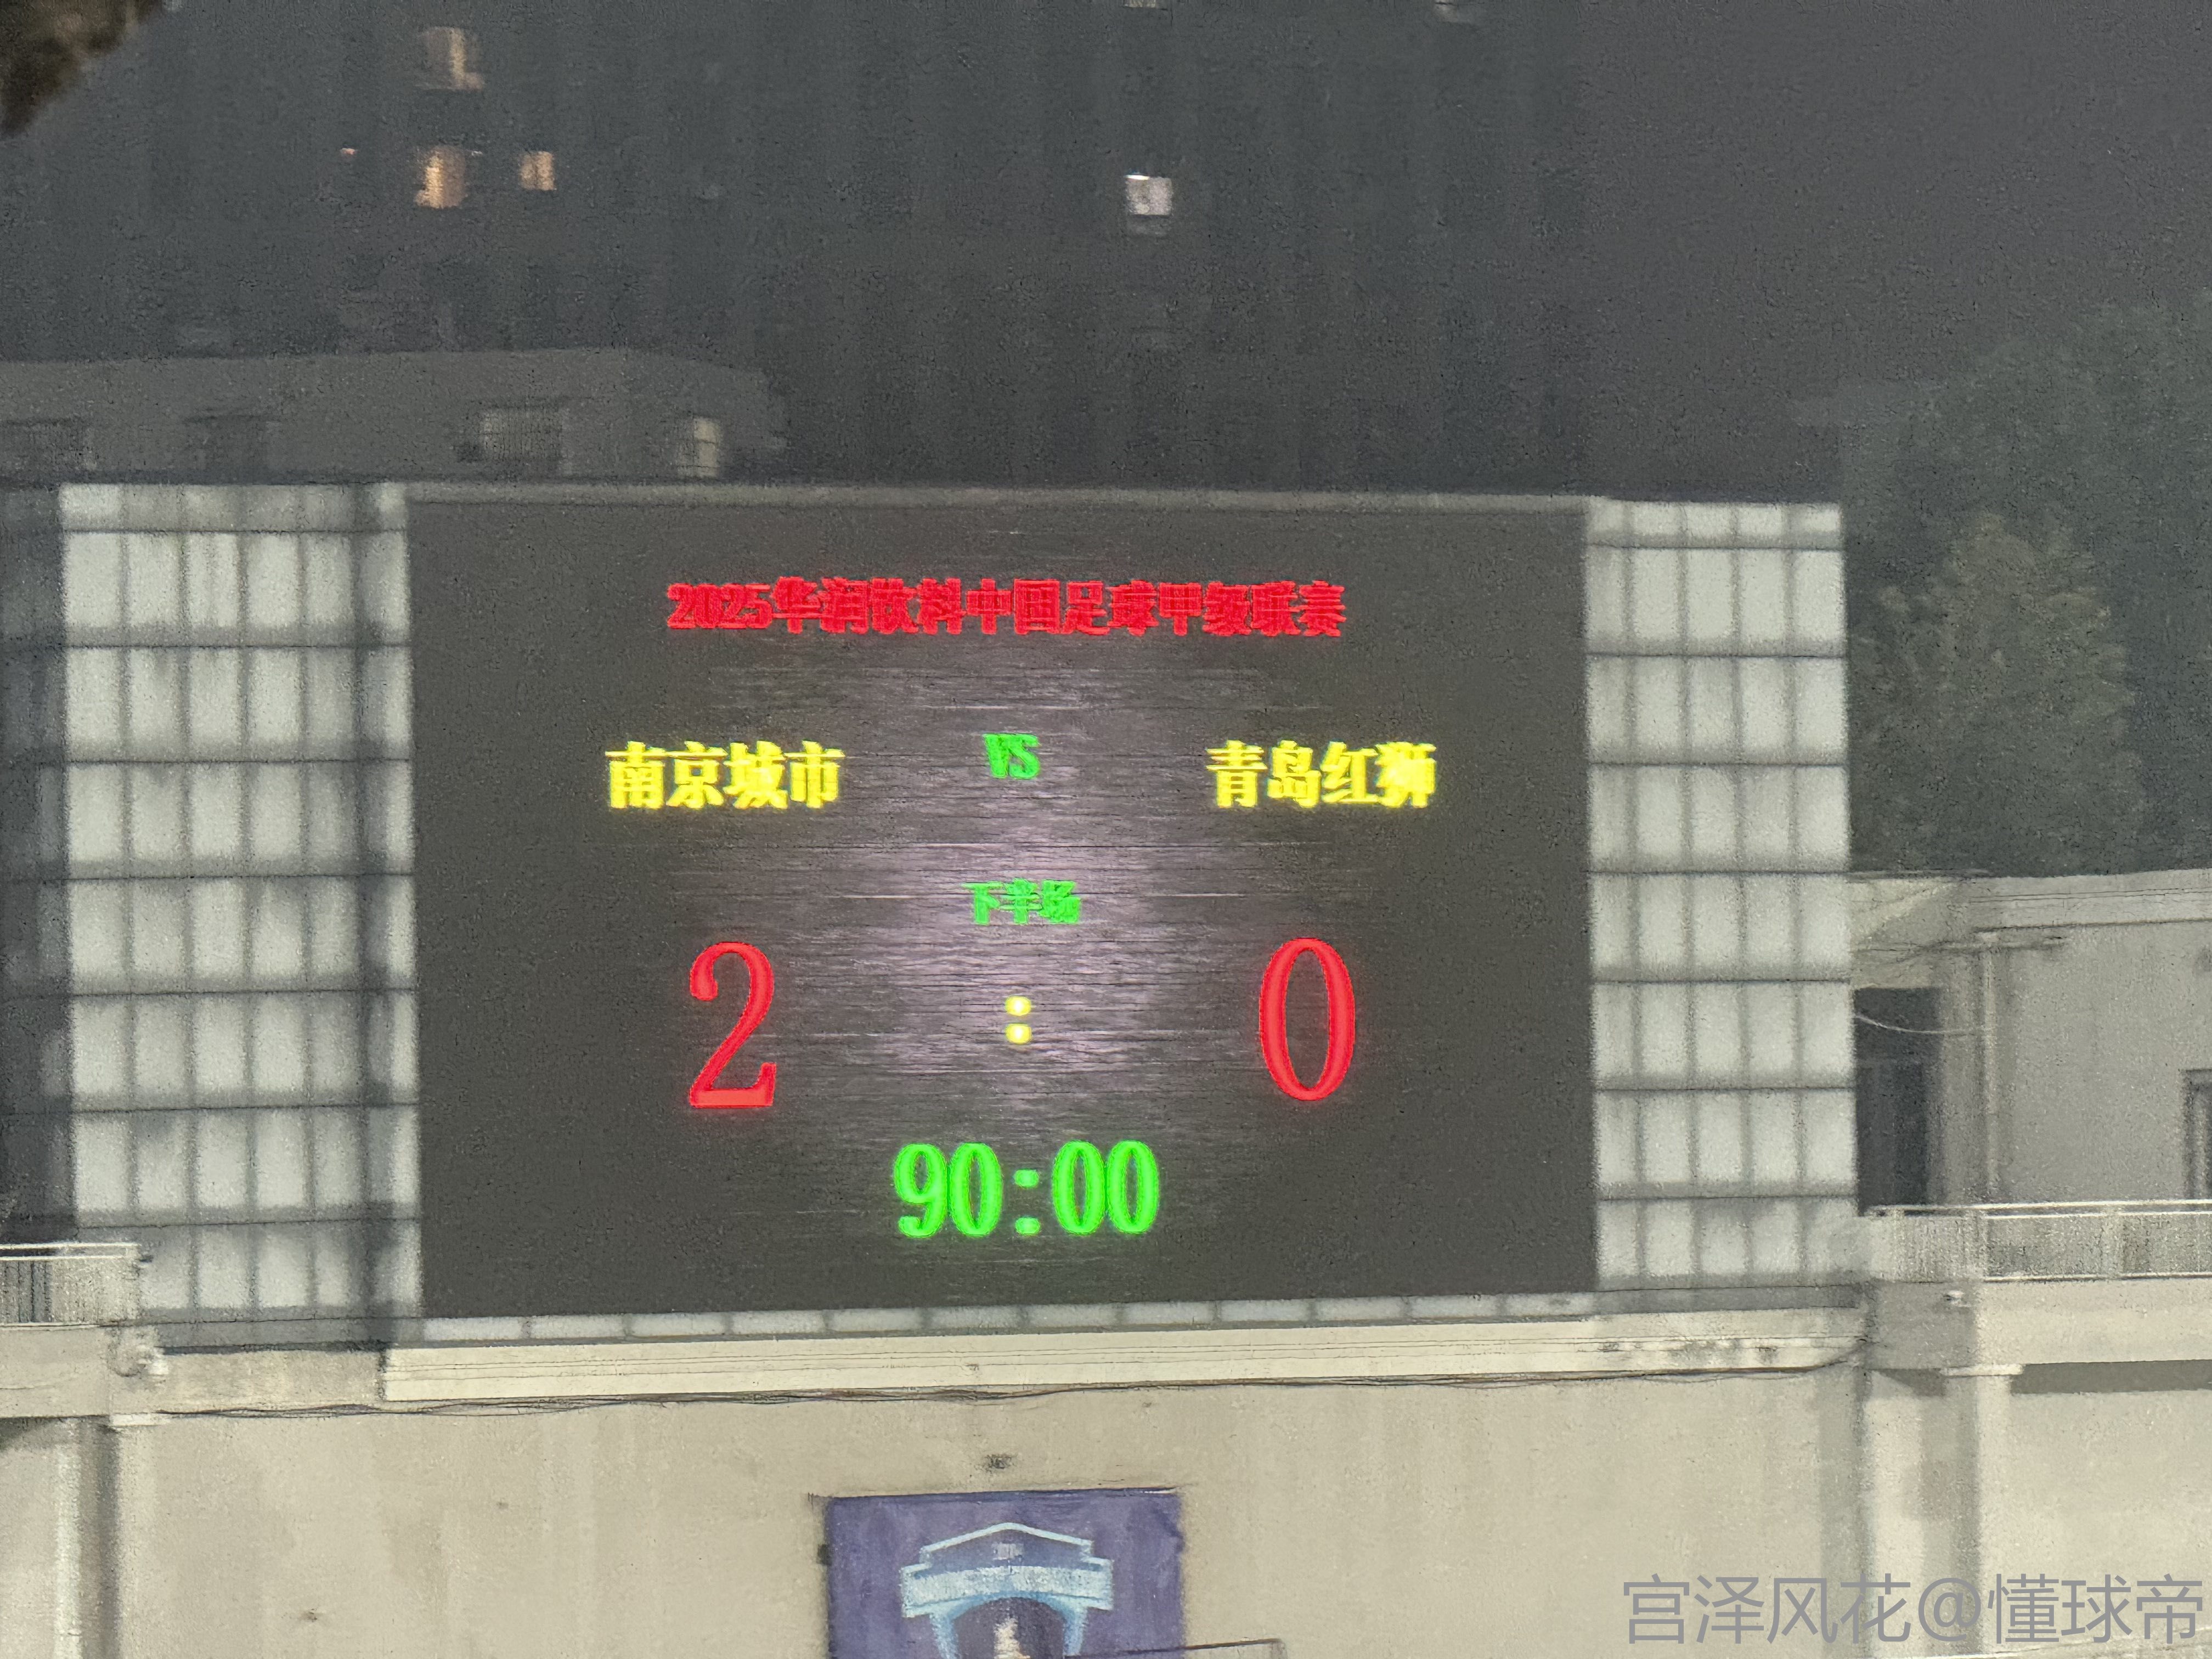 2025华润饮料中国足球甲级联赛
南京城市 VS 青岛红狮
下半场
2 : 0
90:00
宫泽风花@懂球帝